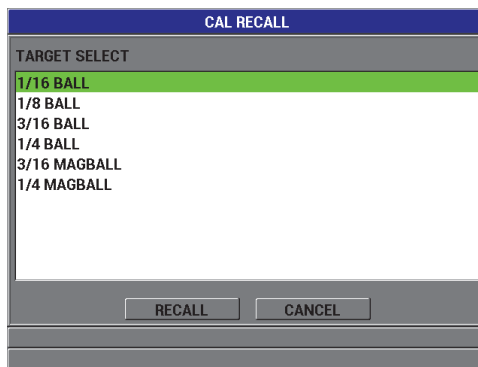 CAL RECALL
TARGET SELECT
1/16 BALL
1/8 BALL
3/16 BALL
1/4 BALL
3/16 MAGBALL
1/4 MAGBALL
RECALL CANCEL